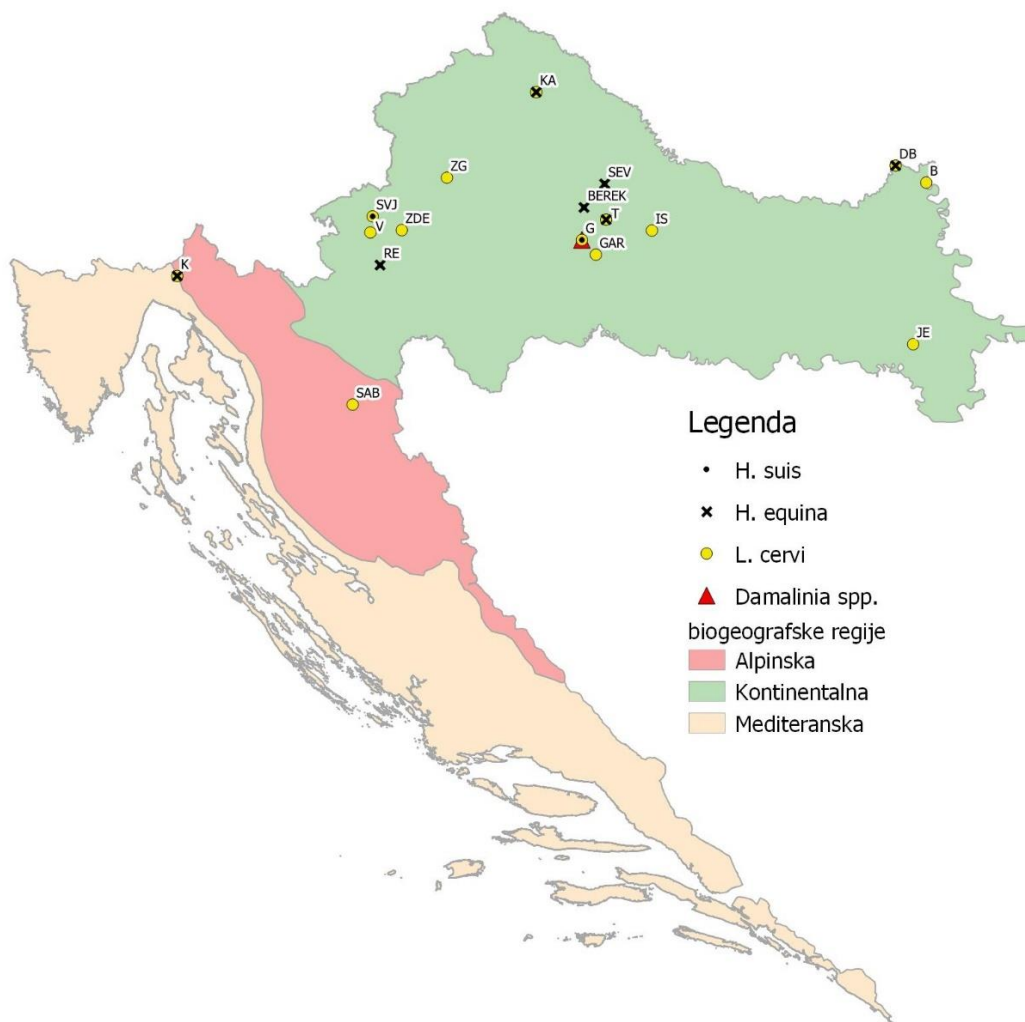 KA
DB
B
ZG
SEV
SVJ
BEREK
V
ZDE
T
IS
G
GAR
RE
K
JE
SAB
Legenda
H. suis
H. equina
L. cervi
Damalinia spp.
biogeografske regije
Alpinska
Kontinentalna
Mediteranska